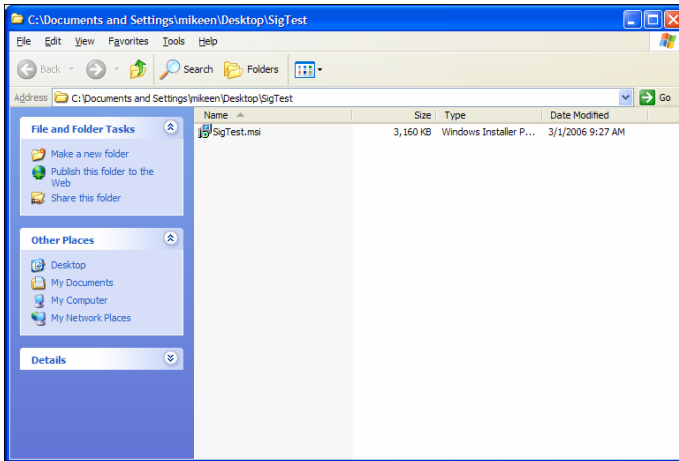 C:\Documents and Settings\mikeen\Desktop\SigTest
File Edit View Favorites Tools Help
Back Search Folders
Address C:\Documents and Settings\mikeen\Desktop\SigTest Go
Name Size Type Date Modified
File and Folder Tasks
SigTest.msi 3,160 KB Windows Installer P... 3/1/2006 9:27 AM
Make a new folder
Publish this folder to the
Web
Share this folder
Other Places
Desktop
My Documents
My Computer
My Network Places
Details